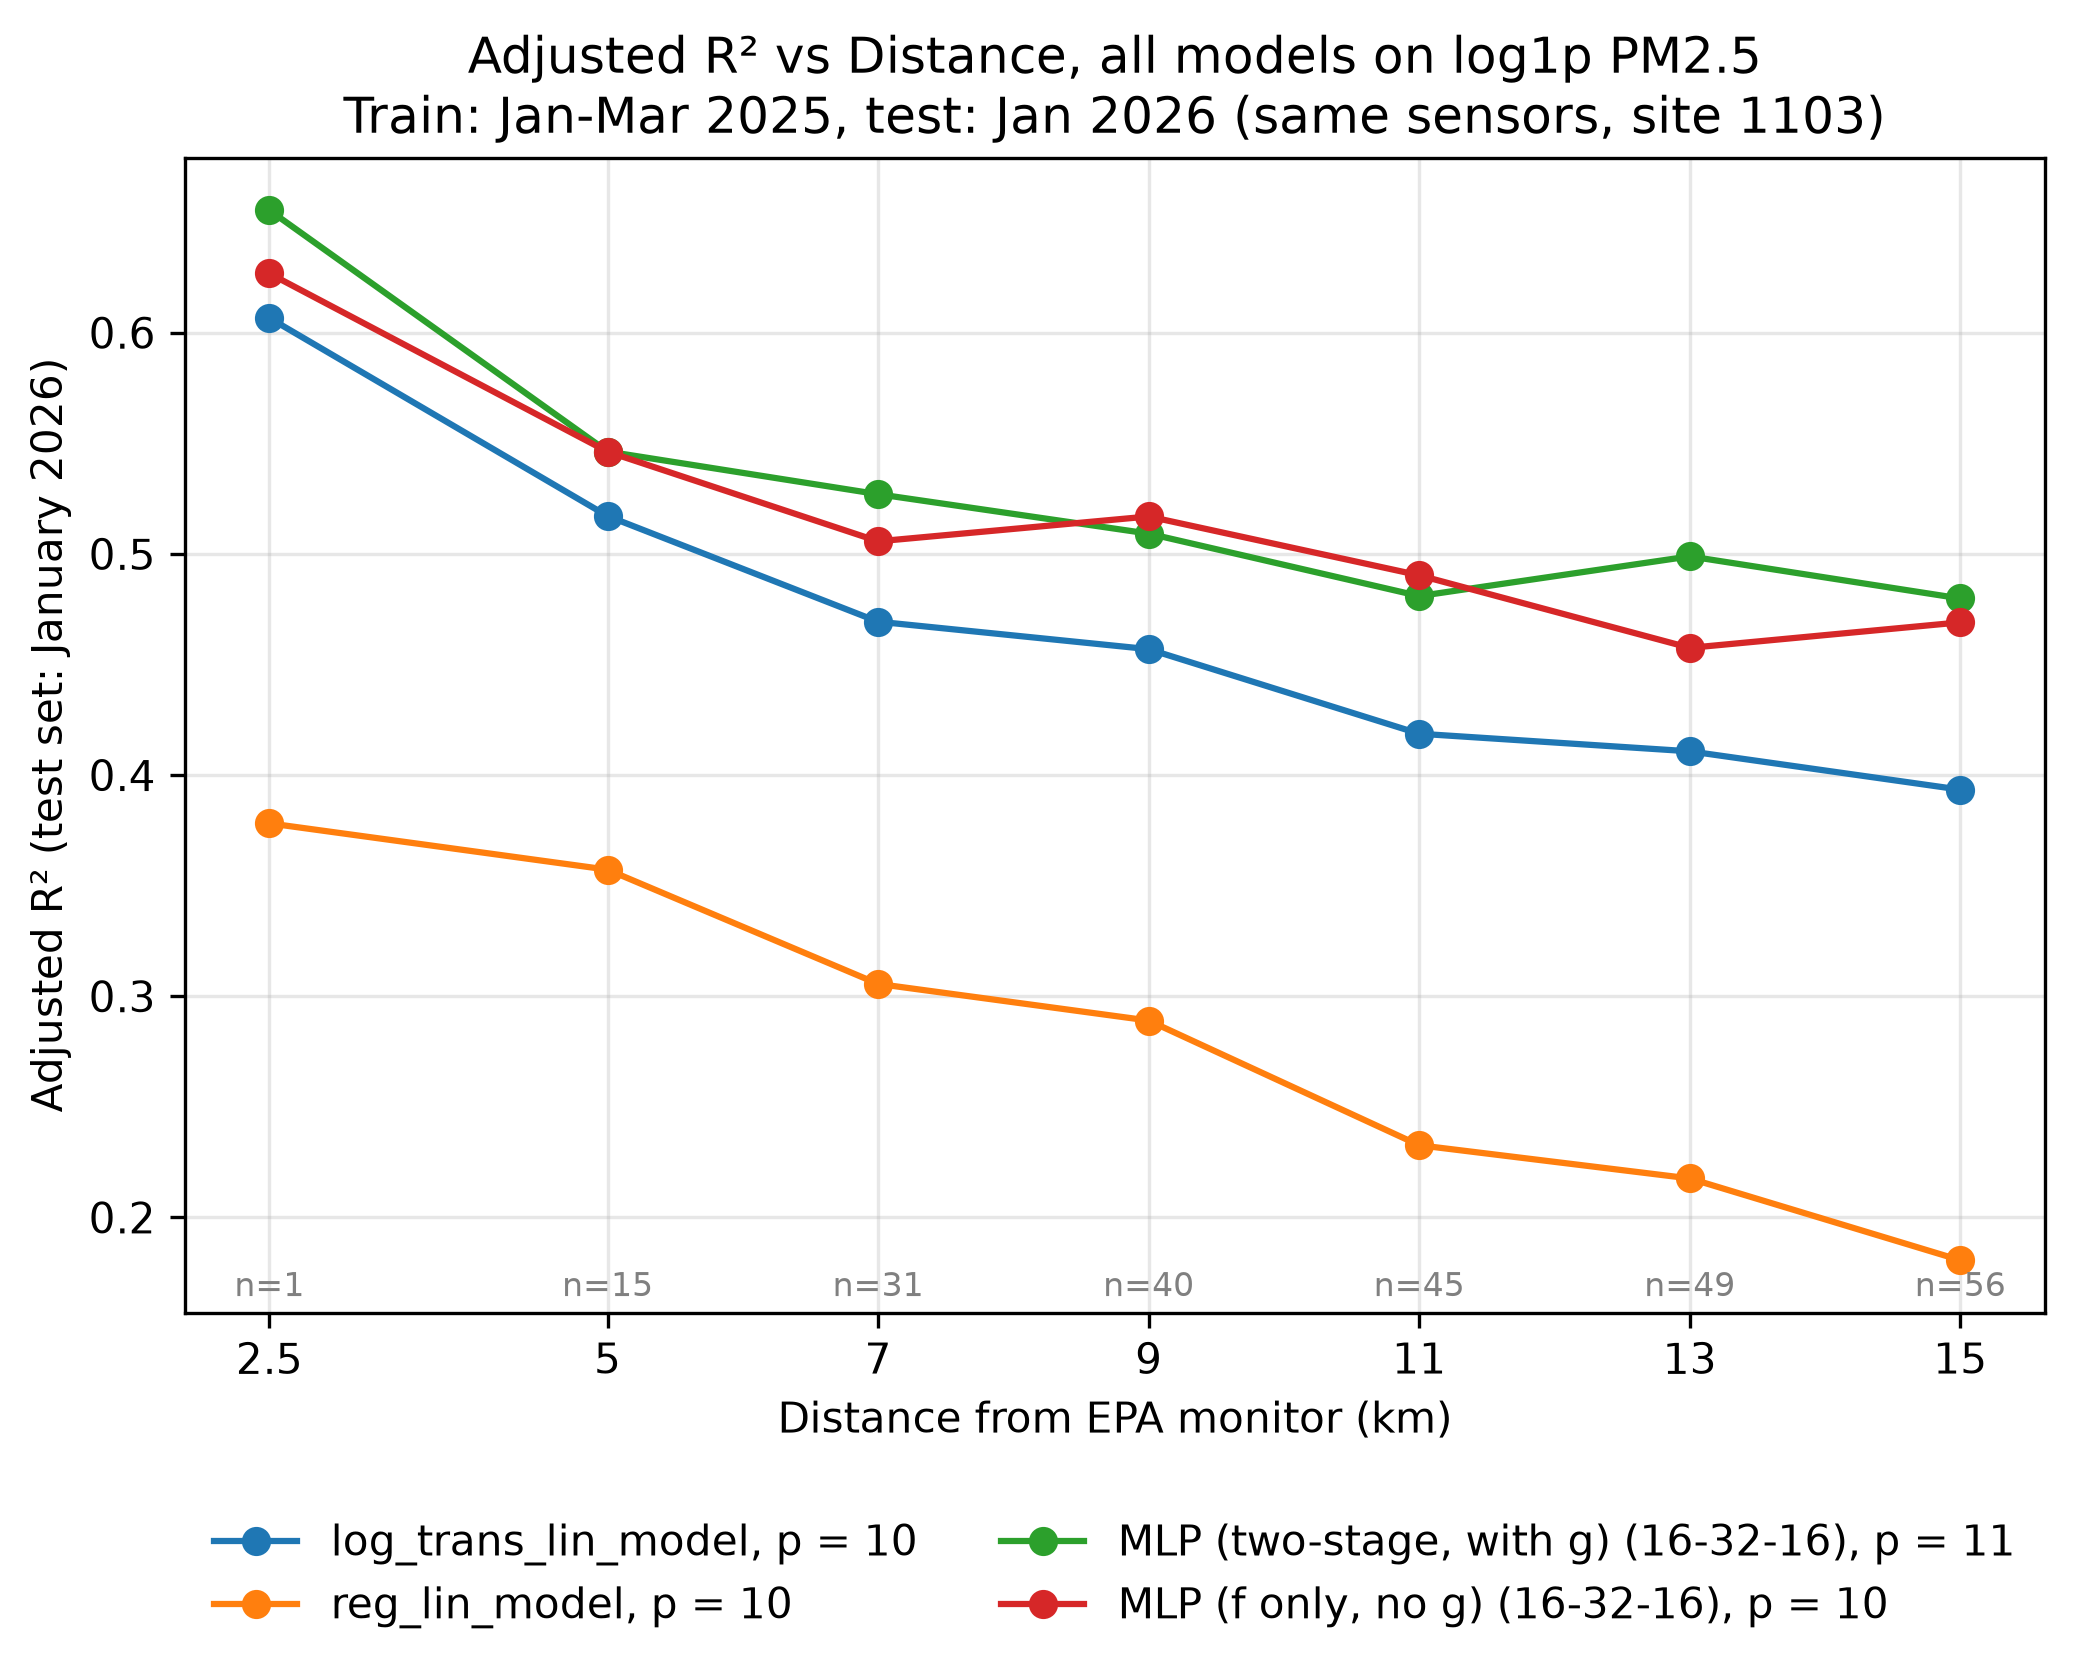 Adjusted R² vs Distance, all models on log1p PM2.5
Train: Jan-Mar 2025, test: Jan 2026 (same sensors, site 1103)
Adjusted R² (test set: January 2026)
0.6
0.5
0.4
0.3
0.2
n=1 n=15 n=31 n=40 n=45 n=49 n=56
2.5 5 7 9 11 13 15
Distance from EPA monitor (km)
log_trans_lin_model, p = 10
reg_lin_model, p = 10
MLP (two-stage, with g) (16-32-16), p = 11
MLP (f only, no g) (16-32-16), p = 10